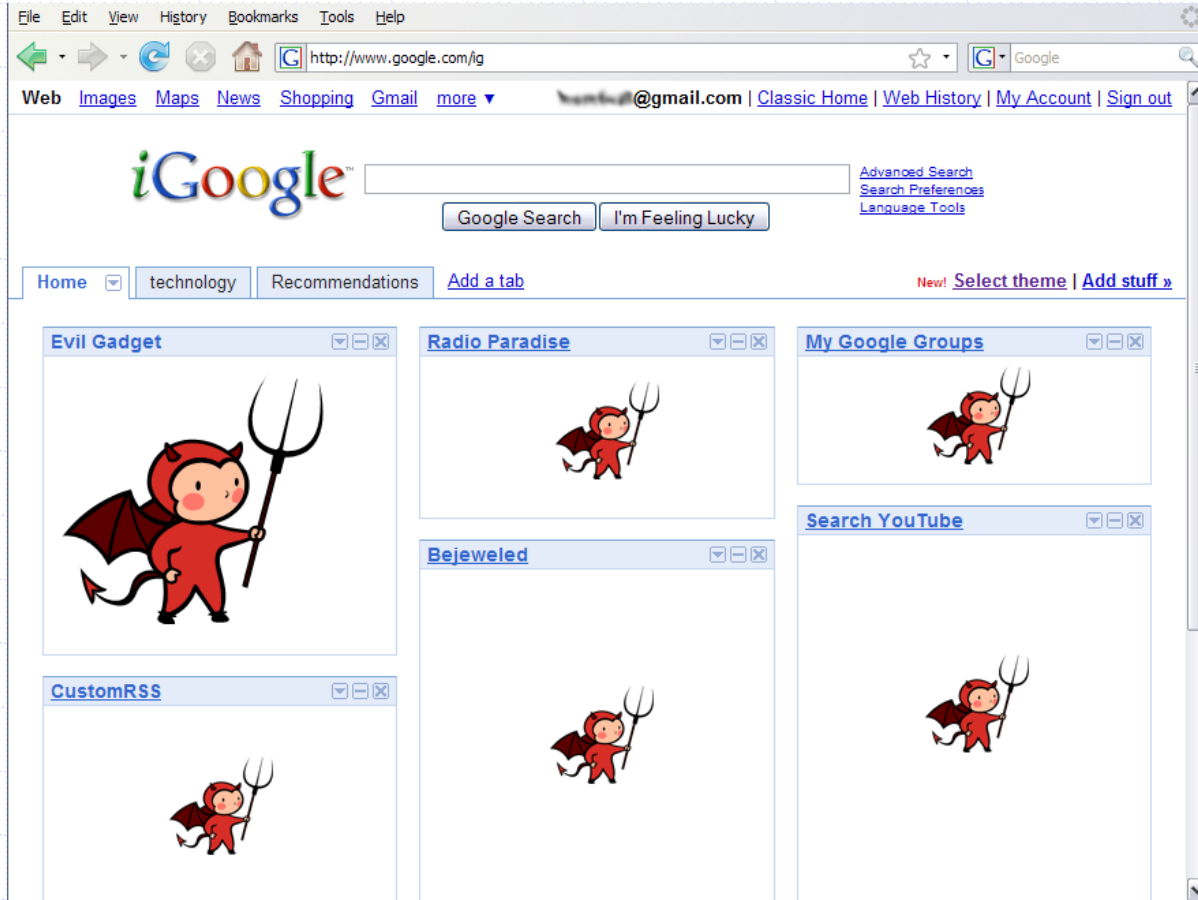 File Edit View History Bookmarks Tools Help
http://www.google.com/ig Google
Web Images Maps News Shopping Gmail more ▼ @gmail.com | Classic Home | Web History | My Account | Sign out
iGoogle™
Advanced Search
Search Preferences
Language Tools
Google Search I'm Feeling Lucky
Home technology Recommendations Add a tab New! Select theme | Add stuff »
Evil Gadget Radio Paradise My Google Groups
Search YouTube
Bejeweled
CustomRSS